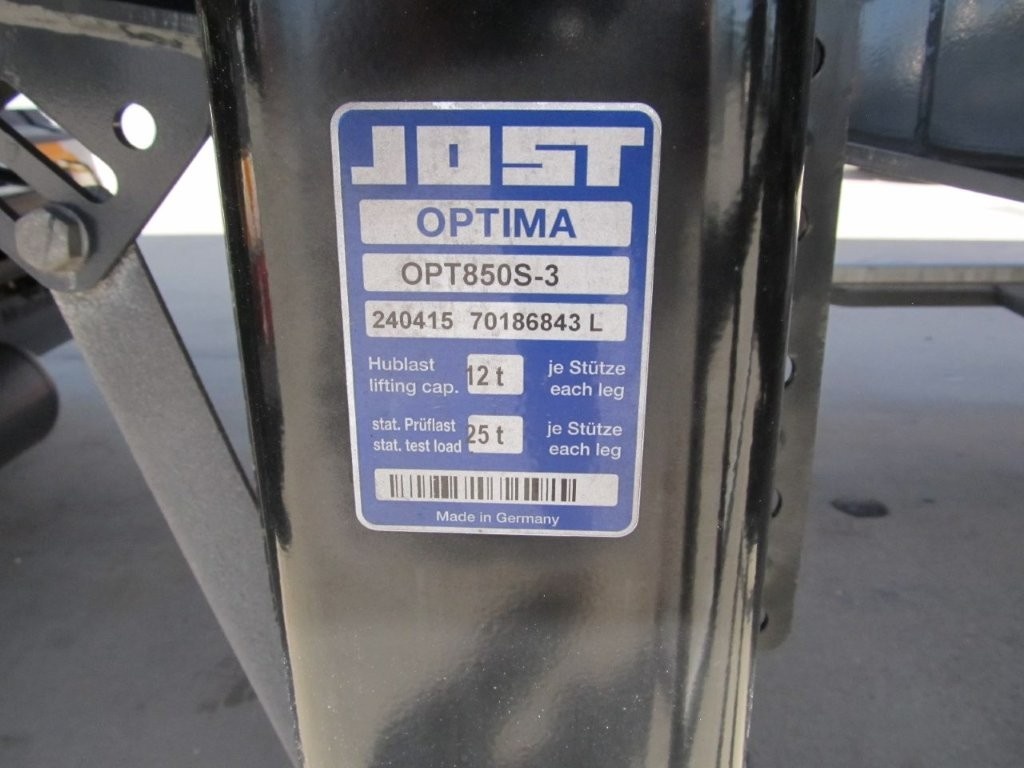 JOST
OPTIMA
OPT850S-3
240415 70186843 L
Hublast 12 t je Stütze
lifting cap. each leg
stat. Prüflast 25 t je Stütze
stat. test load each leg
Made in Germany